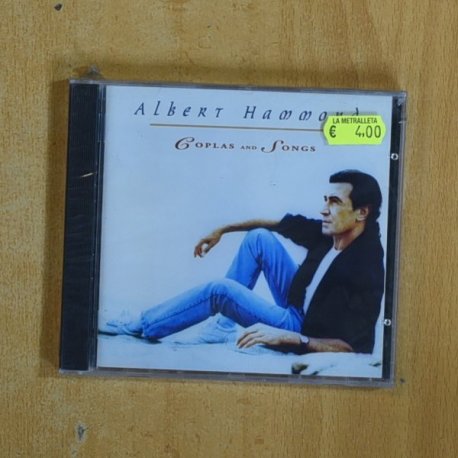 Albert Hammond
LA METRALLETA
€ 4,00
Coplas and Songs